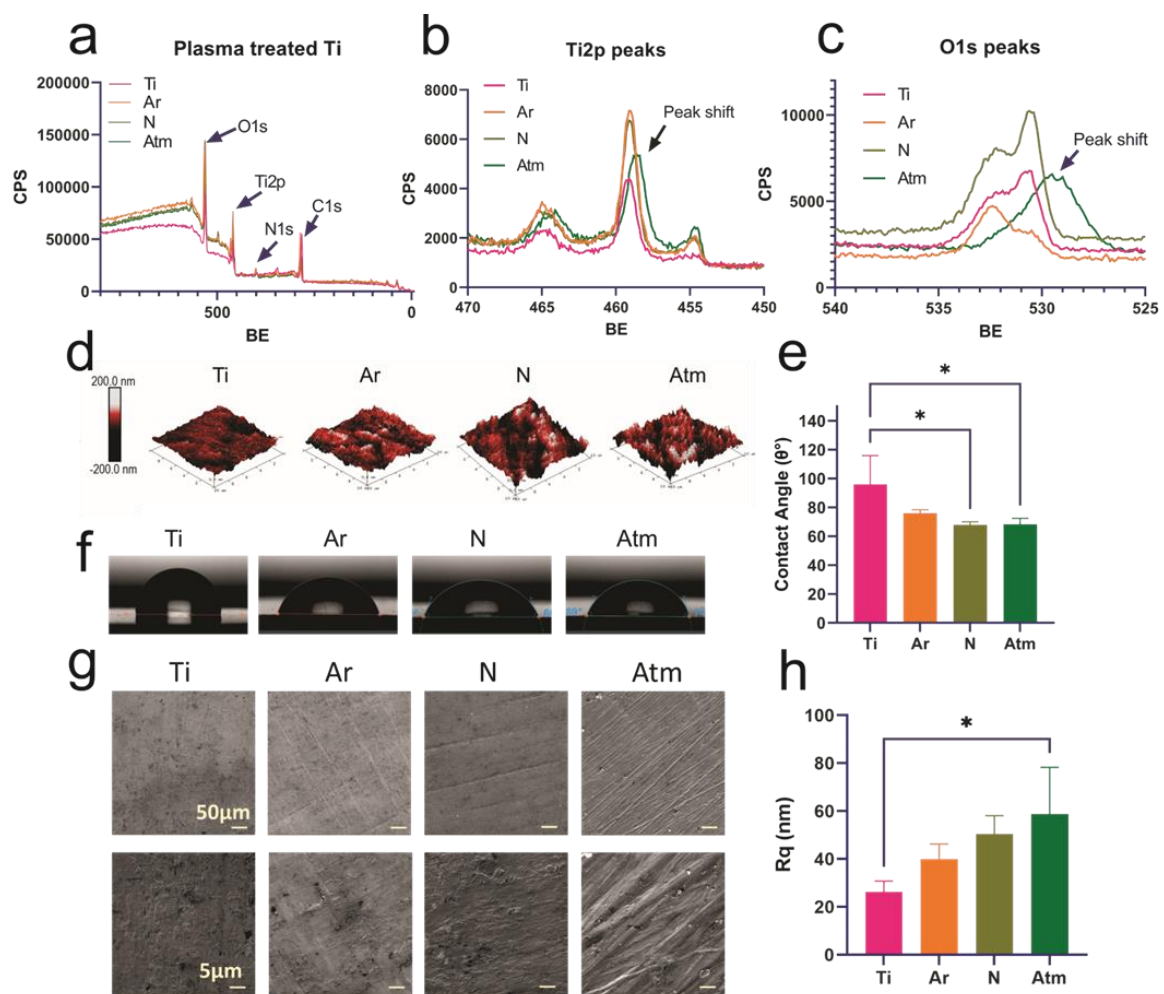 a
Plasma treated Ti
Ti
Ar
N
Atm
200000
150000
100000
50000
0
CPS
500
0
BE
O1s
Ti2p
N1s
C1s
b
Ti2p peaks
Ti
Ar
N
Atm
Peak shift
8000
6000
4000
2000
0
CPS
470
465
460
455
450
BE
c
O1s peaks
Ti
Ar
N
Atm
Peak shift
10000
5000
0
CPS
540
535
530
525
BE
d
200.0 nm
-200.0 nm
Ti
Ar
N
Atm
e
*
*
140
120
100
80
60
40
20
0
Contact Angle (θ°)
Ti
Ar
N
Atm
f
Ti
Ar
N
Atm
g
Ti
Ar
N
Atm
50µm
5µm
h
*
100
80
60
40
20
0
Rq (nm)
Ti
Ar
N
Atm